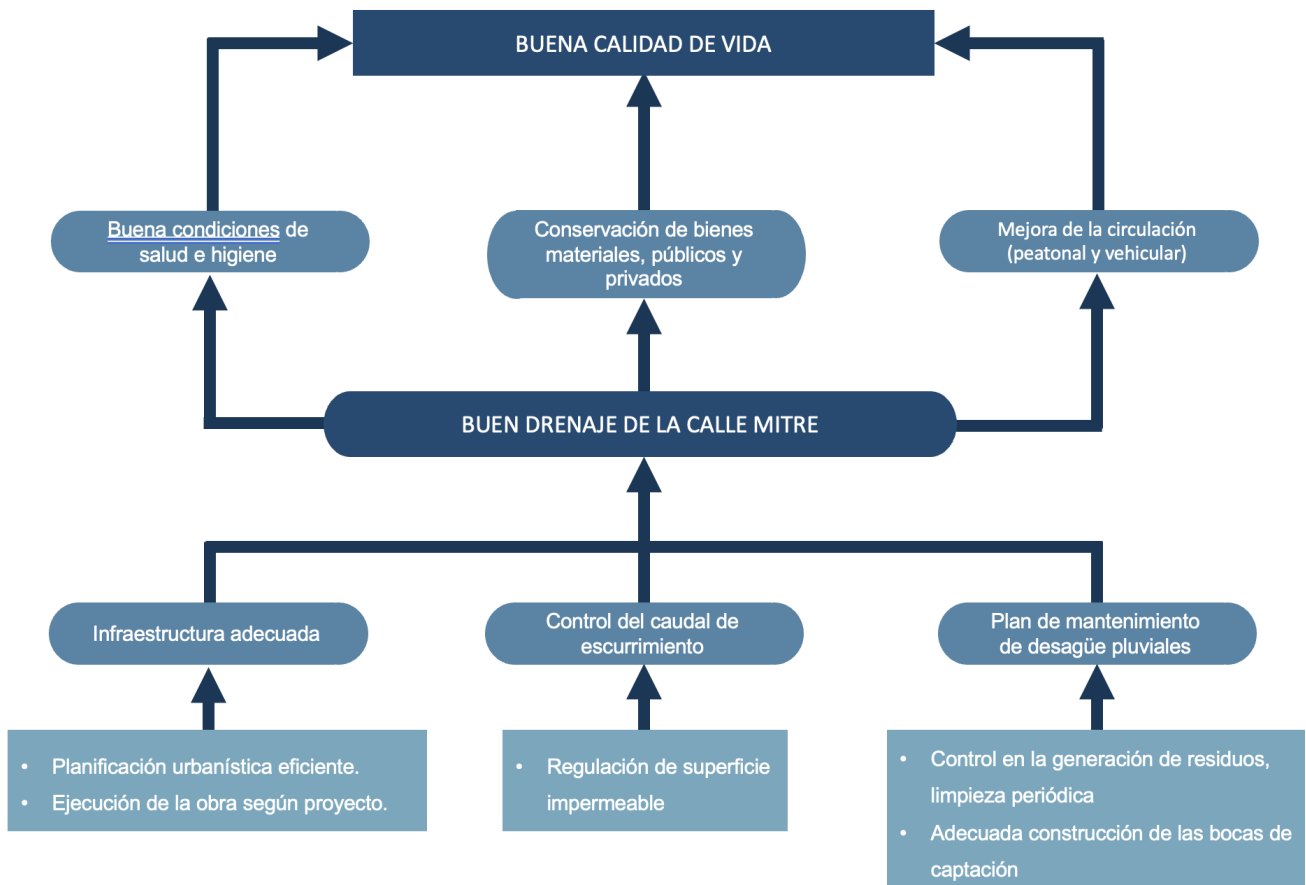 BUENA CALIDAD DE VIDA
Buena condiciones de
salud e higiene
Conservación de bienes
materiales, públicos y
privados
Mejora de la circulación
(peatonal y vehicular)
BUEN DRENAJE DE LA CALLE MITRE
Infraestructura adecuada
Control del caudal de
escurrimiento
Plan de mantenimiento
de desagüe pluviales
• Planificación urbanística eficiente.
• Ejecución de la obra según proyecto.
• Regulación de superficie
impermeable
• Control en la generación de residuos,
limpieza periódica
• Adecuada construcción de las bocas de
captación